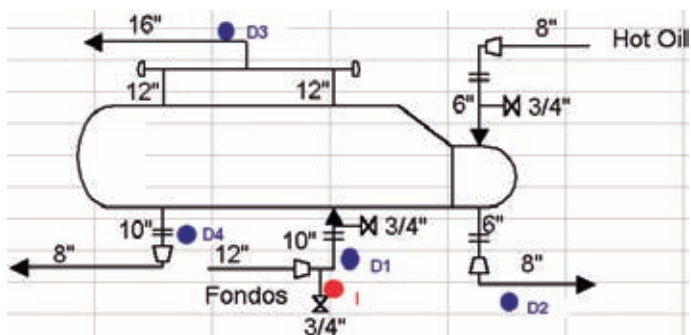 16"
D3
8"
Hot Oil
12"
12"
6"
3/4"
10"
D4
10"
3/4"
6"
8"
12"
D1
8"
Fondos
I
D2
3/4"